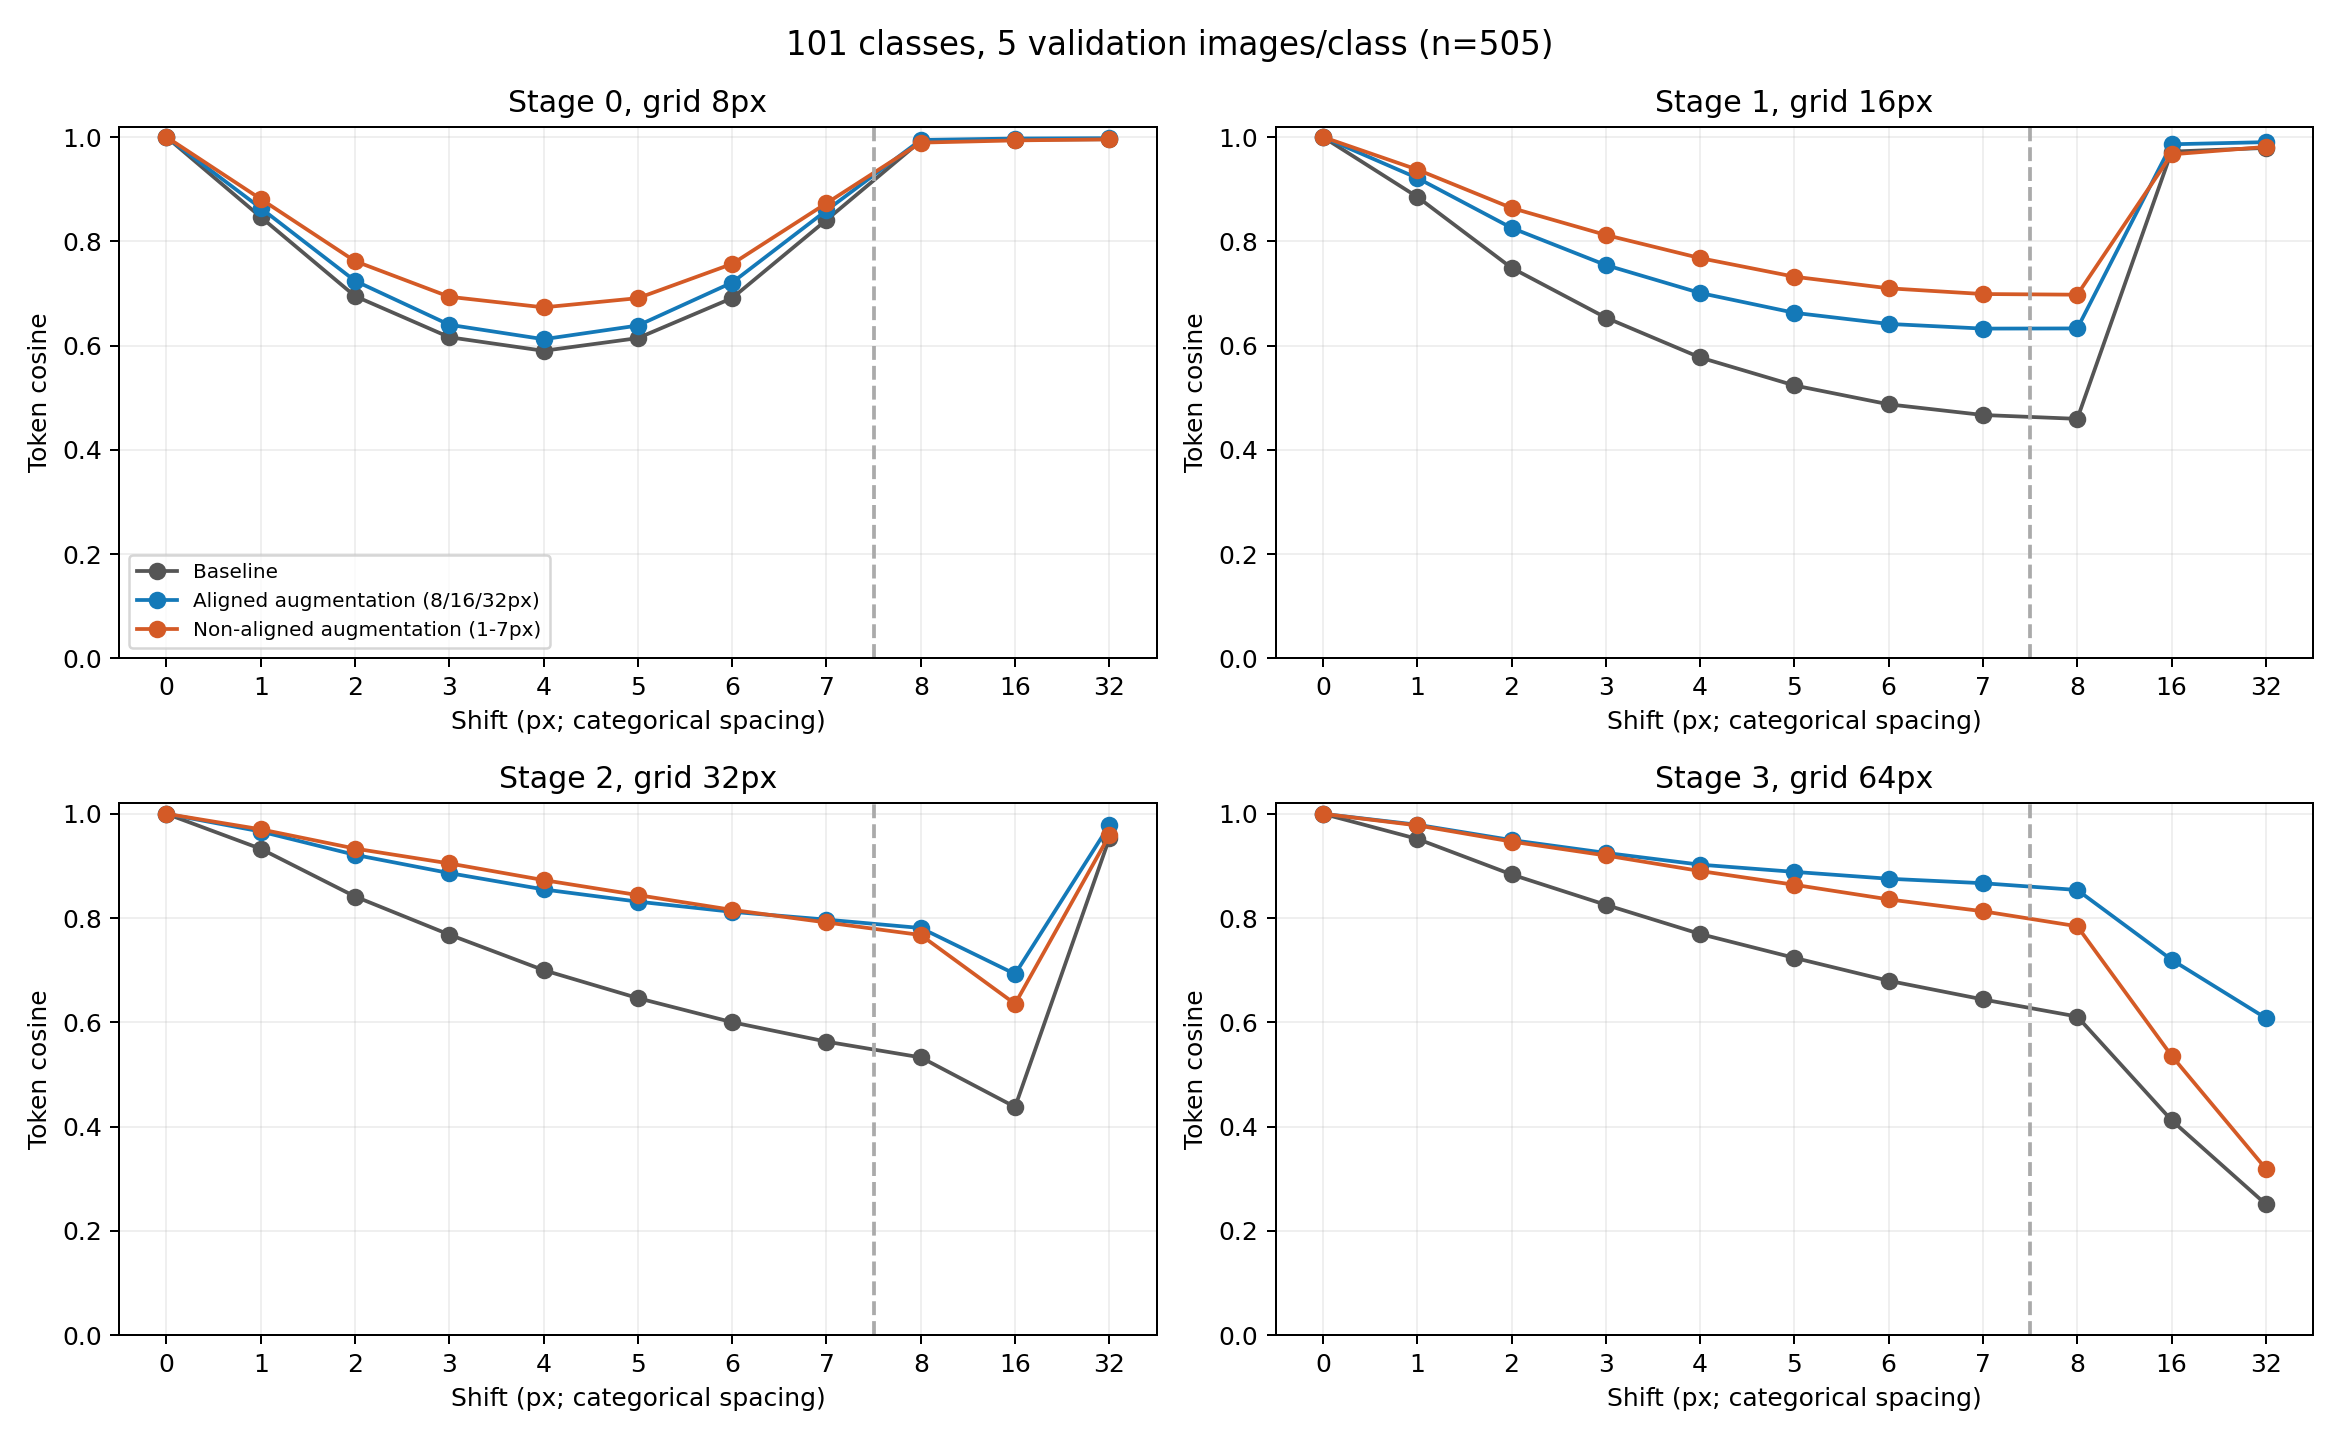 101 classes, 5 validation images/class (n=505)
Stage 0, grid 8px
Token cosine
1.0
0.8
0.6
0.4
0.2
0.0
Baseline
Aligned augmentation (8/16/32px)
Non-aligned augmentation (1-7px)
0 1 2 3 4 5 6 7 8 16 32
Shift (px; categorical spacing)
Stage 1, grid 16px
Token cosine
1.0
0.8
0.6
0.4
0.2
0.0
0 1 2 3 4 5 6 7 8 16 32
Shift (px; categorical spacing)
Stage 2, grid 32px
Token cosine
1.0
0.8
0.6
0.4
0.2
0.0
0 1 2 3 4 5 6 7 8 16 32
Shift (px; categorical spacing)
Stage 3, grid 64px
Token cosine
1.0
0.8
0.6
0.4
0.2
0.0
0 1 2 3 4 5 6 7 8 16 32
Shift (px; categorical spacing)